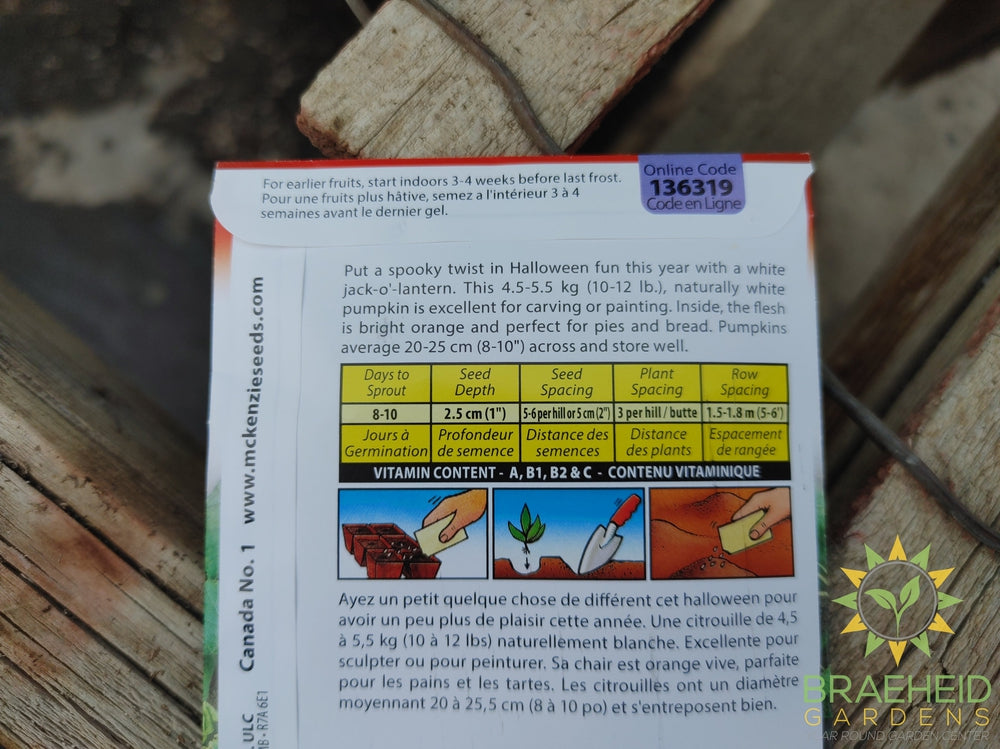 For earlier fruits, start indoors 3-4 weeks before last frost.
Pour une fruits plus hâtive, semez a l'intérieur 3 à 4
semaines avant le dernier gel.
Online Code
136319
Code en Ligne
Put a spooky twist in Halloween fun this year with a white
jack-o'-lantern. This 4.5-5.5 kg (10-12 lb.), naturally white
pumpkin is excellent for carving or painting. Inside, the flesh
is bright orange and perfect for pies and bread. Pumpkins
average 20-25 cm (8-10") across and store well.
Days to Sprout Seed Depth Seed Spacing Plant Spacing Row Spacing
8-10 2.5 cm (1") 5-6 per hill or 5 cm (2") 3 per hill / butte 1.5-1.8 m (5-6')
Jours à Germination Profondeur de semence Distance des semences Distance des plants Espacement de rangée
VITAMIN CONTENT - A, B1, B2 & C - CONTENU VITAMINIQUE
Ayez un petit quelque chose de différent cet halloween pour
avoir un peu plus de plaisir cette année. Une citrouille de 4,5
à 5,5 kg (10 à 12 lbs) naturellement blanche. Excellente pour
sculpter ou pour peinturer. Sa chair est orange vive, parfaite
pour les pains et les tartes. Les citrouilles ont un diamètre
moyennant 20 à 25,5 cm (8 à 10 po) et s'entreposent bien.
Canada No. 1 www.mckenzieseeds.com
ULC
R7A 6E1
BRAEHEID
GARDENS
AR ROUND GARDEN CENTER